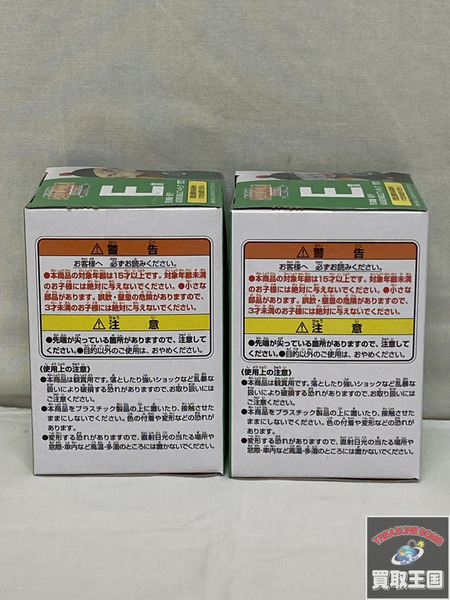 E
警告
お客様へ 必ずお読みください。
●本商品の対象年齢は15才以上です。対象年齢未満
のお子様には絶対に与えないでください。●小さな
部品があります。誤飲・窒息の危険がありますので、
3才未満のお子様には絶対に与えないでください。
注意
●先端が尖っている箇所がありますので、注意して
ください。●目的以外のご使用は、おやめください。
〈使用上の注意〉
●本商品は観賞用です。落としたり強いショックなど乱暴な
扱いにより破損する恐れがありますので、お取り扱いには
ご注意ください。
●本商品をプラスチック製品の上に置いたり、接触させた
ままにしないでください。色の付着や変形などの恐れが
あります。
●変形する恐れがありますので、直射日光の当たる場所や
窓際・車内など高温・多湿のところには置かないでください。
E
警告
お客様へ 必ずお読みください。
●本商品の対象年齢は15才以上です。対象年齢未満
のお子様には絶対に与えないでください。●小さな
部品があります。誤飲・窒息の危険がありますので、
3才未満のお子様には絶対に与えないでください。
注意
●先端が尖っている箇所がありますので、注意して
ください。●目的以外のご使用は、おやめください。
〈使用上の注意〉
●本商品は観賞用です。落としたり強いショックなど乱暴な
扱いにより破損する恐れがありますので、お取り扱いには
ご注意ください。
●本商品をプラスチック製品の上に置いたり、接触させた
ままにしないでください。色の付着や変形などの恐れが
あります。
●変形する恐れがありますので、直射日光の当たる場所や
窓際・車内など高温・多湿のところには置かないでください。
TREASURE BOMB
買取王国